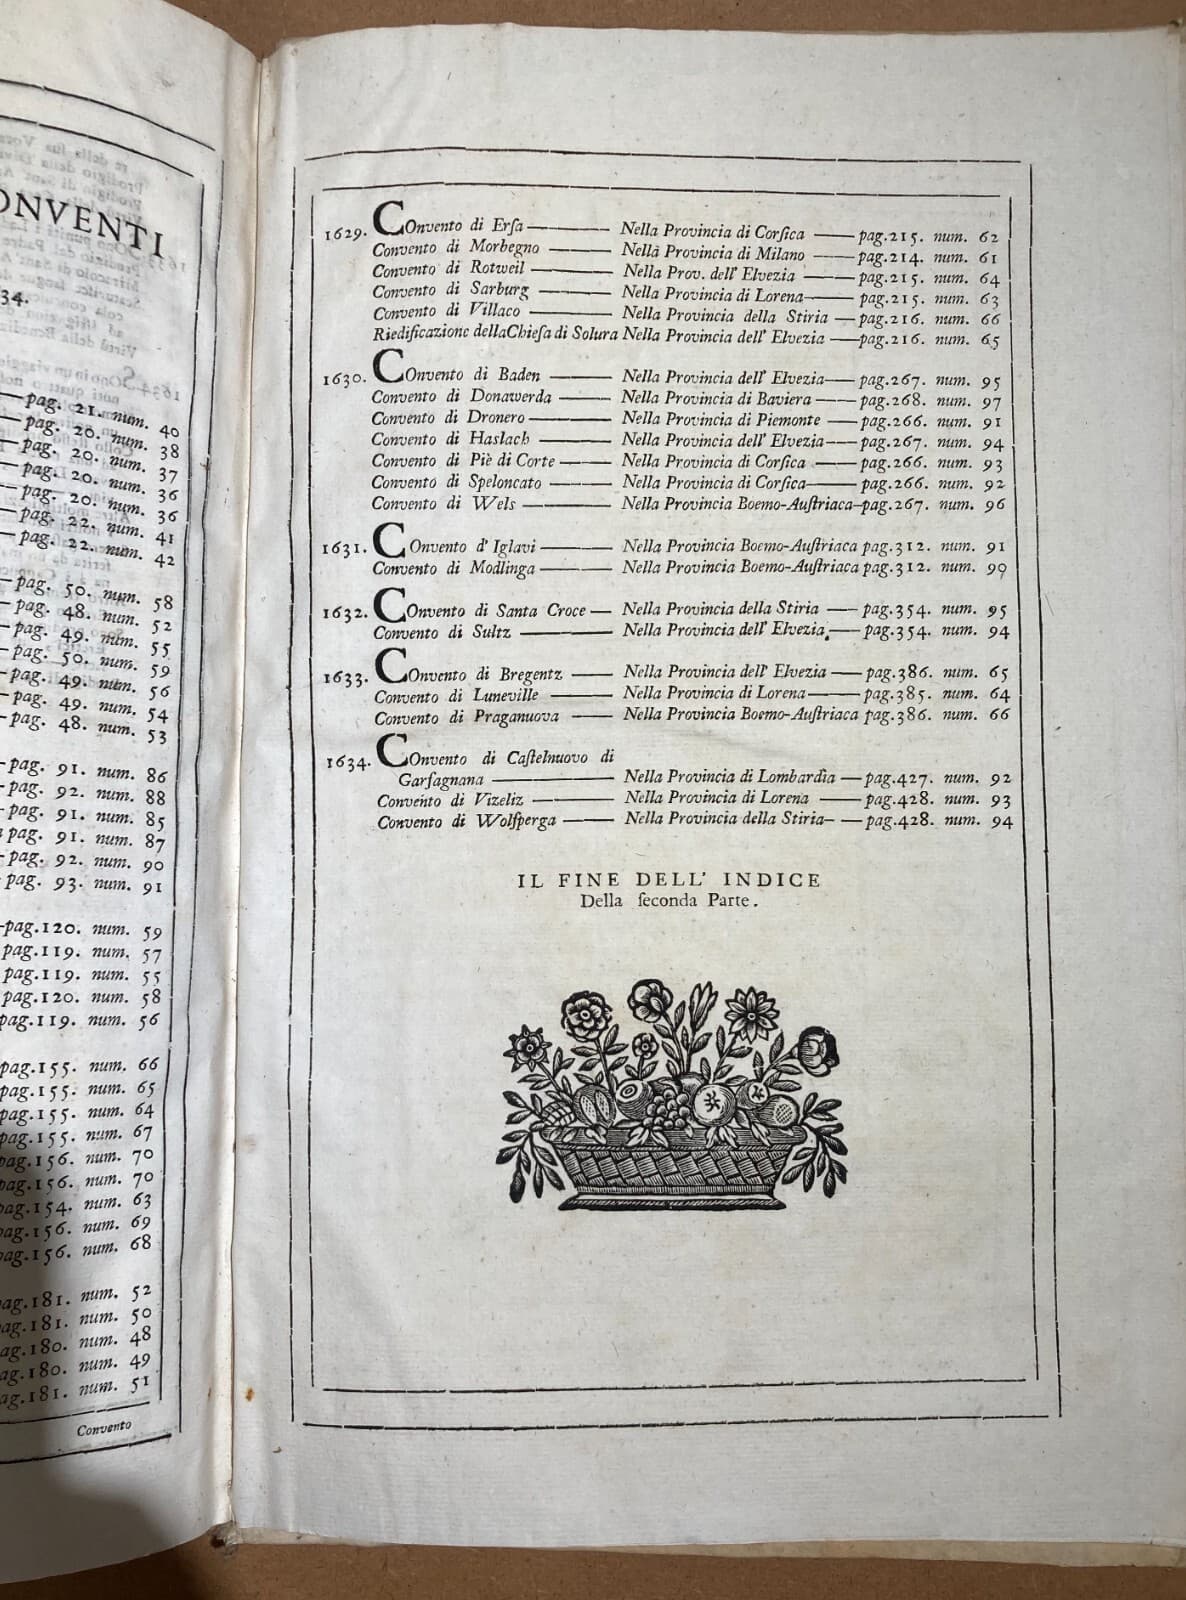 ONVENTI
34.
pag. 21. num. 40
pag. 20. num. 38
pag. 20. num. 37
pag. 20. num. 36
pag. 20. num. 36
pag. 22. num. 41
pag. 22. num. 42
pag. 50. num. 58
pag. 48. num. 52
pag. 49. num. 55
pag. 50. num. 59
pag. 49. num. 56
pag. 49. num. 54
pag. 48. num. 53
pag. 91. num. 86
pag. 92. num. 88
pag. 91. num. 85
pag. 91. num. 87
pag. 92. num. 90
pag. 93. num. 91
pag.120. num. 59
pag.119. num. 57
pag.119. num. 55
pag.120. num. 58
pag.119. num. 56
pag.155. num. 66
pag.155. num. 65
pag.155. num. 64
pag.155. num. 67
pag.156. num. 70
pag.156. num. 70
pag.154. num. 63
pag.156. num. 69
pag.156. num. 68
pag.181. num. 52
pag.181. num. 50
pag.180. num. 48
pag.180. num. 49
pag.181. num. 51
Convento
1629. COnvento di Erſa —— Nella Provincia di Corſica —— pag.215. num. 62
Convento di Morbegno —— Nella Provincia di Milano —— pag.214. num. 61
Convento di Rotweil —— Nella Prov. dell' Elvezia —— pag.215. num. 64
Convento di Sarburg —— Nella Provincia di Lorena —— pag.215. num. 63
Convento di Villaco —— Nella Provincia della Stiria — pag.216. num. 66
Riedificazione dellaChieſa di Solura Nella Provincia dell' Elvezia —— pag.216. num. 65
1630. COnvento di Baden —— Nella Provincia dell' Elvezia —— pag.267. num. 95
Convento di Donawerda —— Nella Provincia di Baviera —— pag.268. num. 97
Convento di Dronero —— Nella Provincia di Piemonte — pag.266. num. 91
Convento di Haslach —— Nella Provincia dell' Elvezia —— pag.267. num. 94
Convento di Piè di Corte —— Nella Provincia di Corſica —— pag.266. num. 93
Convento di Speloncato —— Nella Provincia di Corſica —— pag.266. num. 92
Convento di Wels —— Nella Provincia Boemo-Auſtriaca — pag.267. num. 96
1631. COnvento d' Iglavi —— Nella Provincia Boemo-Auſtriaca pag.312. num. 91
Convento di Modlinga —— Nella Provincia Boemo-Auſtriaca pag.312. num. 90
1632. COnvento di Santa Croce — Nella Provincia della Stiria —— pag.354. num. 95
Convento di Sultz —— Nella Provincia dell' Elvezia. —— pag.354. num. 94
1633. COnvento di Bregentz —— Nella Provincia dell' Elvezia —— pag.386. num. 65
Convento di Luneville —— Nella Provincia di Lorena —— pag.385. num. 64
Convento di Praganuova —— Nella Provincia Boemo-Auſtriaca pag.386. num. 66
1634. COnvento di Caſtelnuovo di
Garfagnana —— Nella Provincia di Lombardia — pag.427. num. 92
Convento di Vizeliz —— Nella Provincia di Lorena —— pag.428. num. 93
Convento di Wolſperga —— Nella Provincia della Stiria — pag.428. num. 94
IL FINE DELL' INDICE
Della ſeconda Parte.